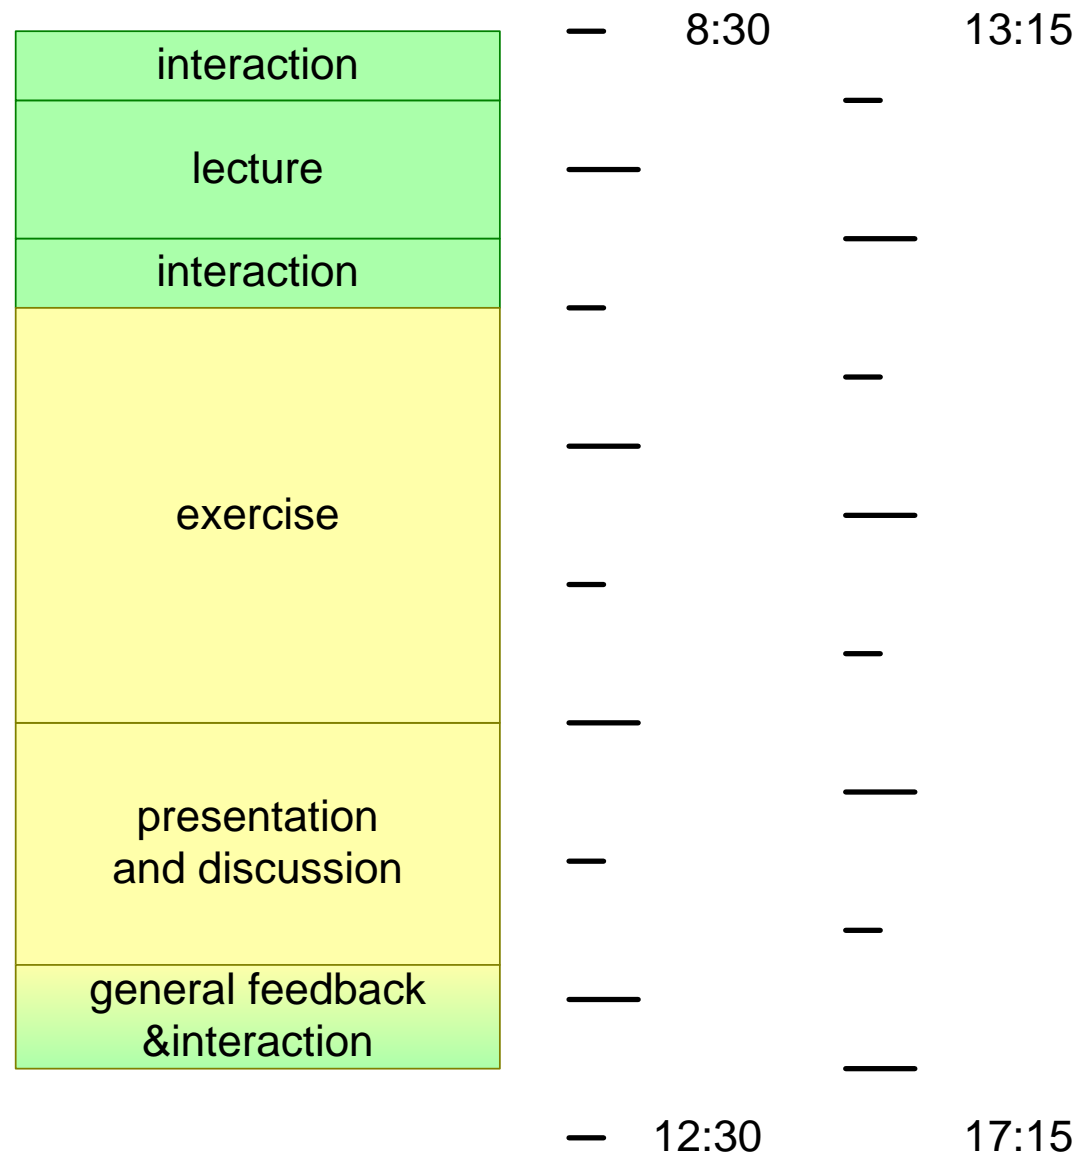 8:30
13:15
interaction
lecture
interaction
exercise
presentation
and discussion
general feedback
&interaction
12:30
17:15